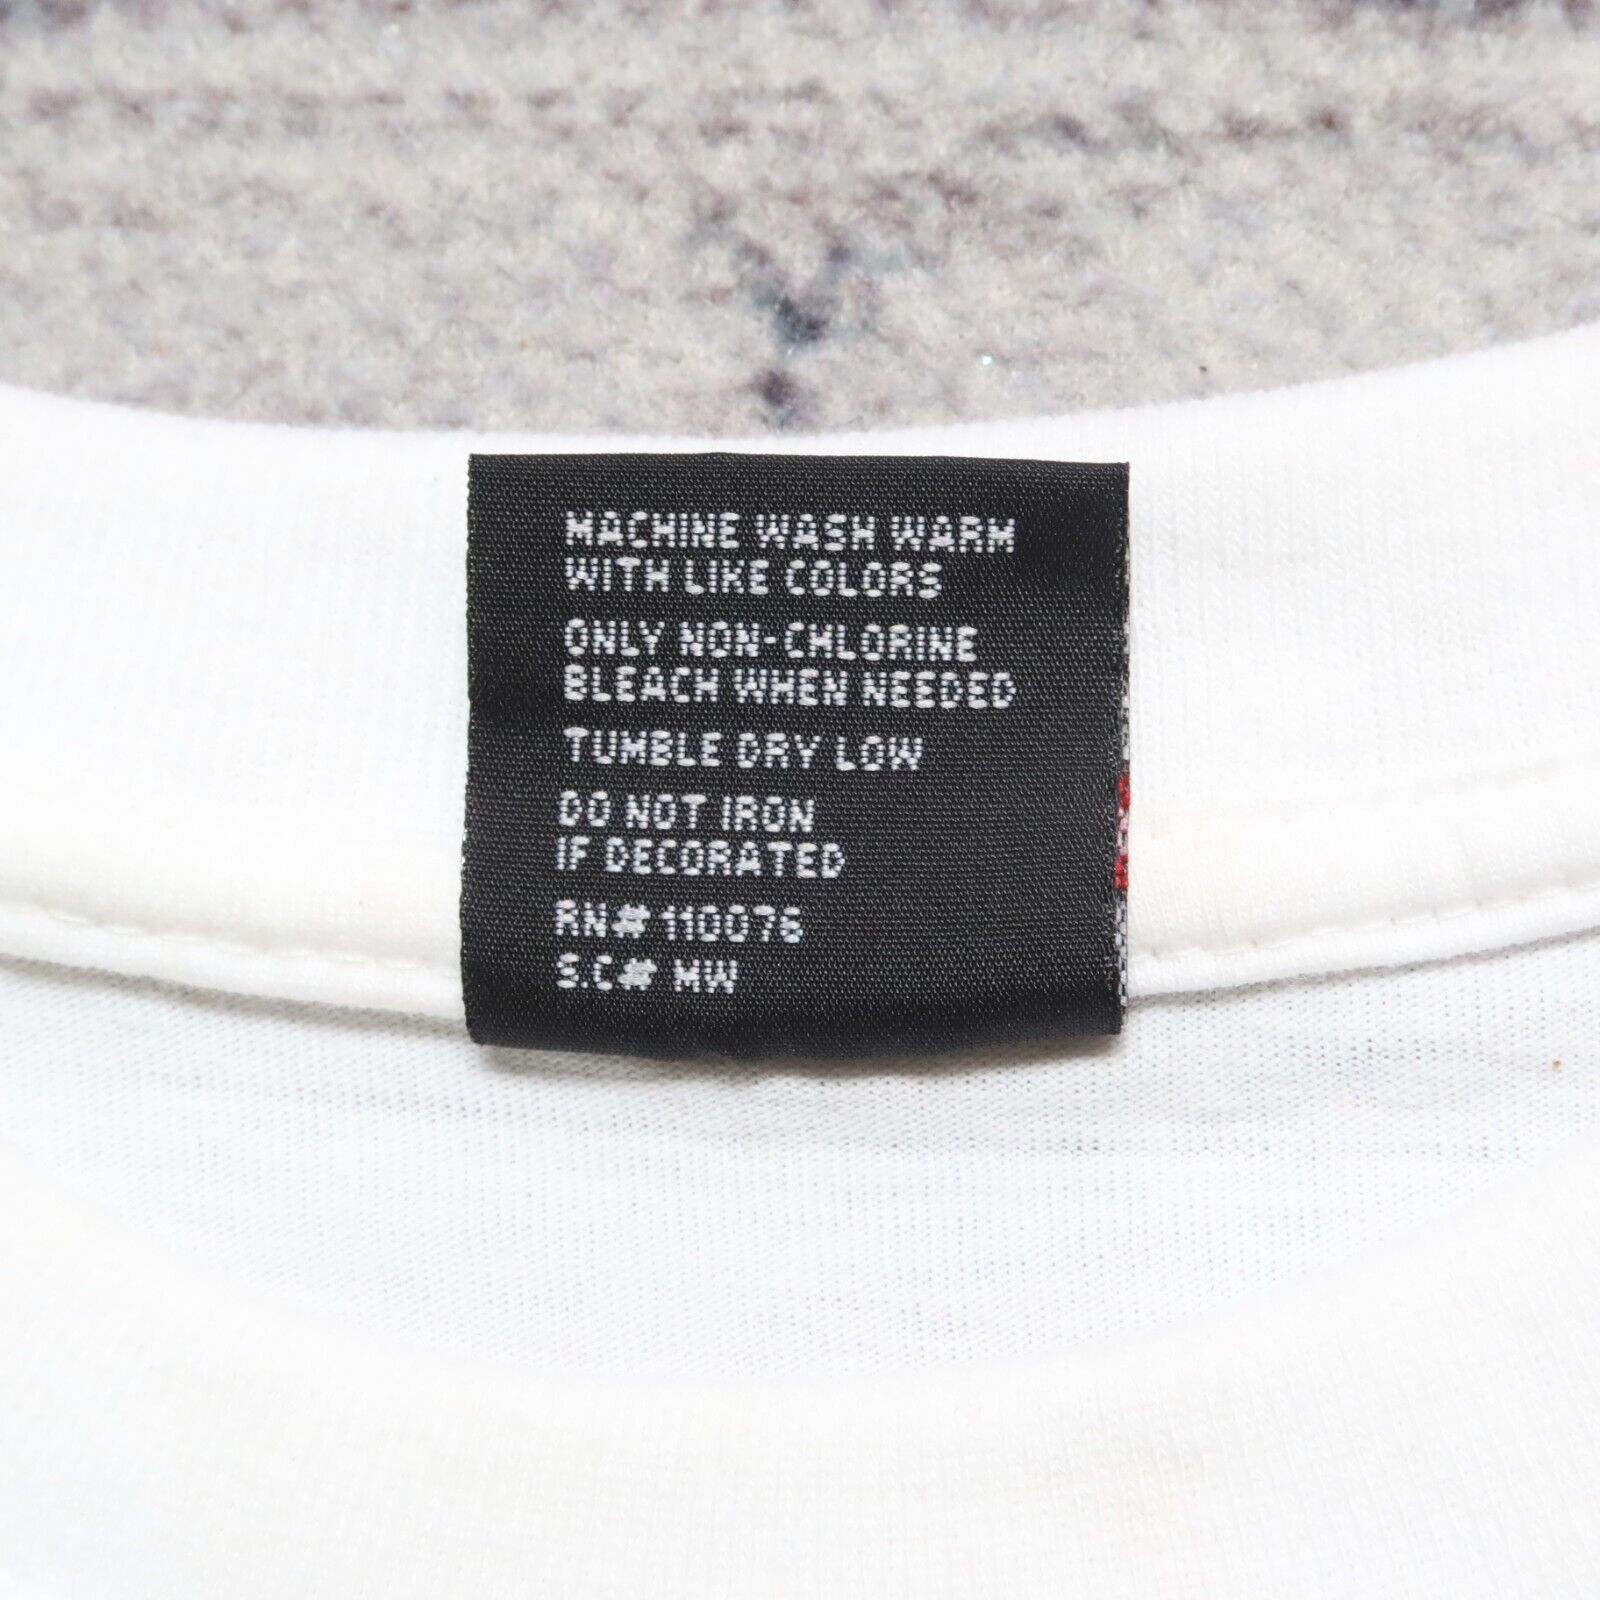 MACHINE WASH WARM
WITH LIKE COLORS
ONLY NON-CHLORINE
BLEACH WHEN NEEDED
TUMBLE DRY LOW
DO NOT IRON
IF DECORATED
RN# 110076
S.C# MW